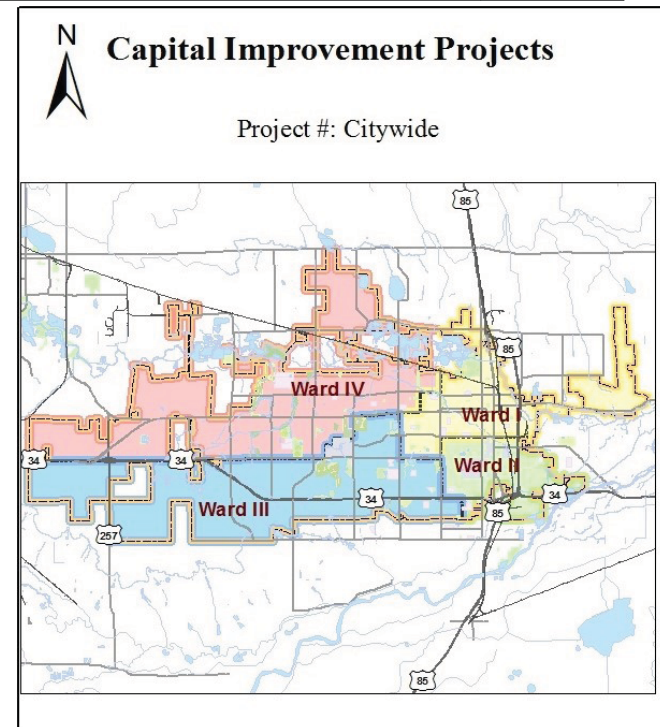 N
Capital Improvement Projects
Project #: Citywide
85
85
Ward IV
Ward I
34
34
Ward II
34
34
Ward III
85
257
85